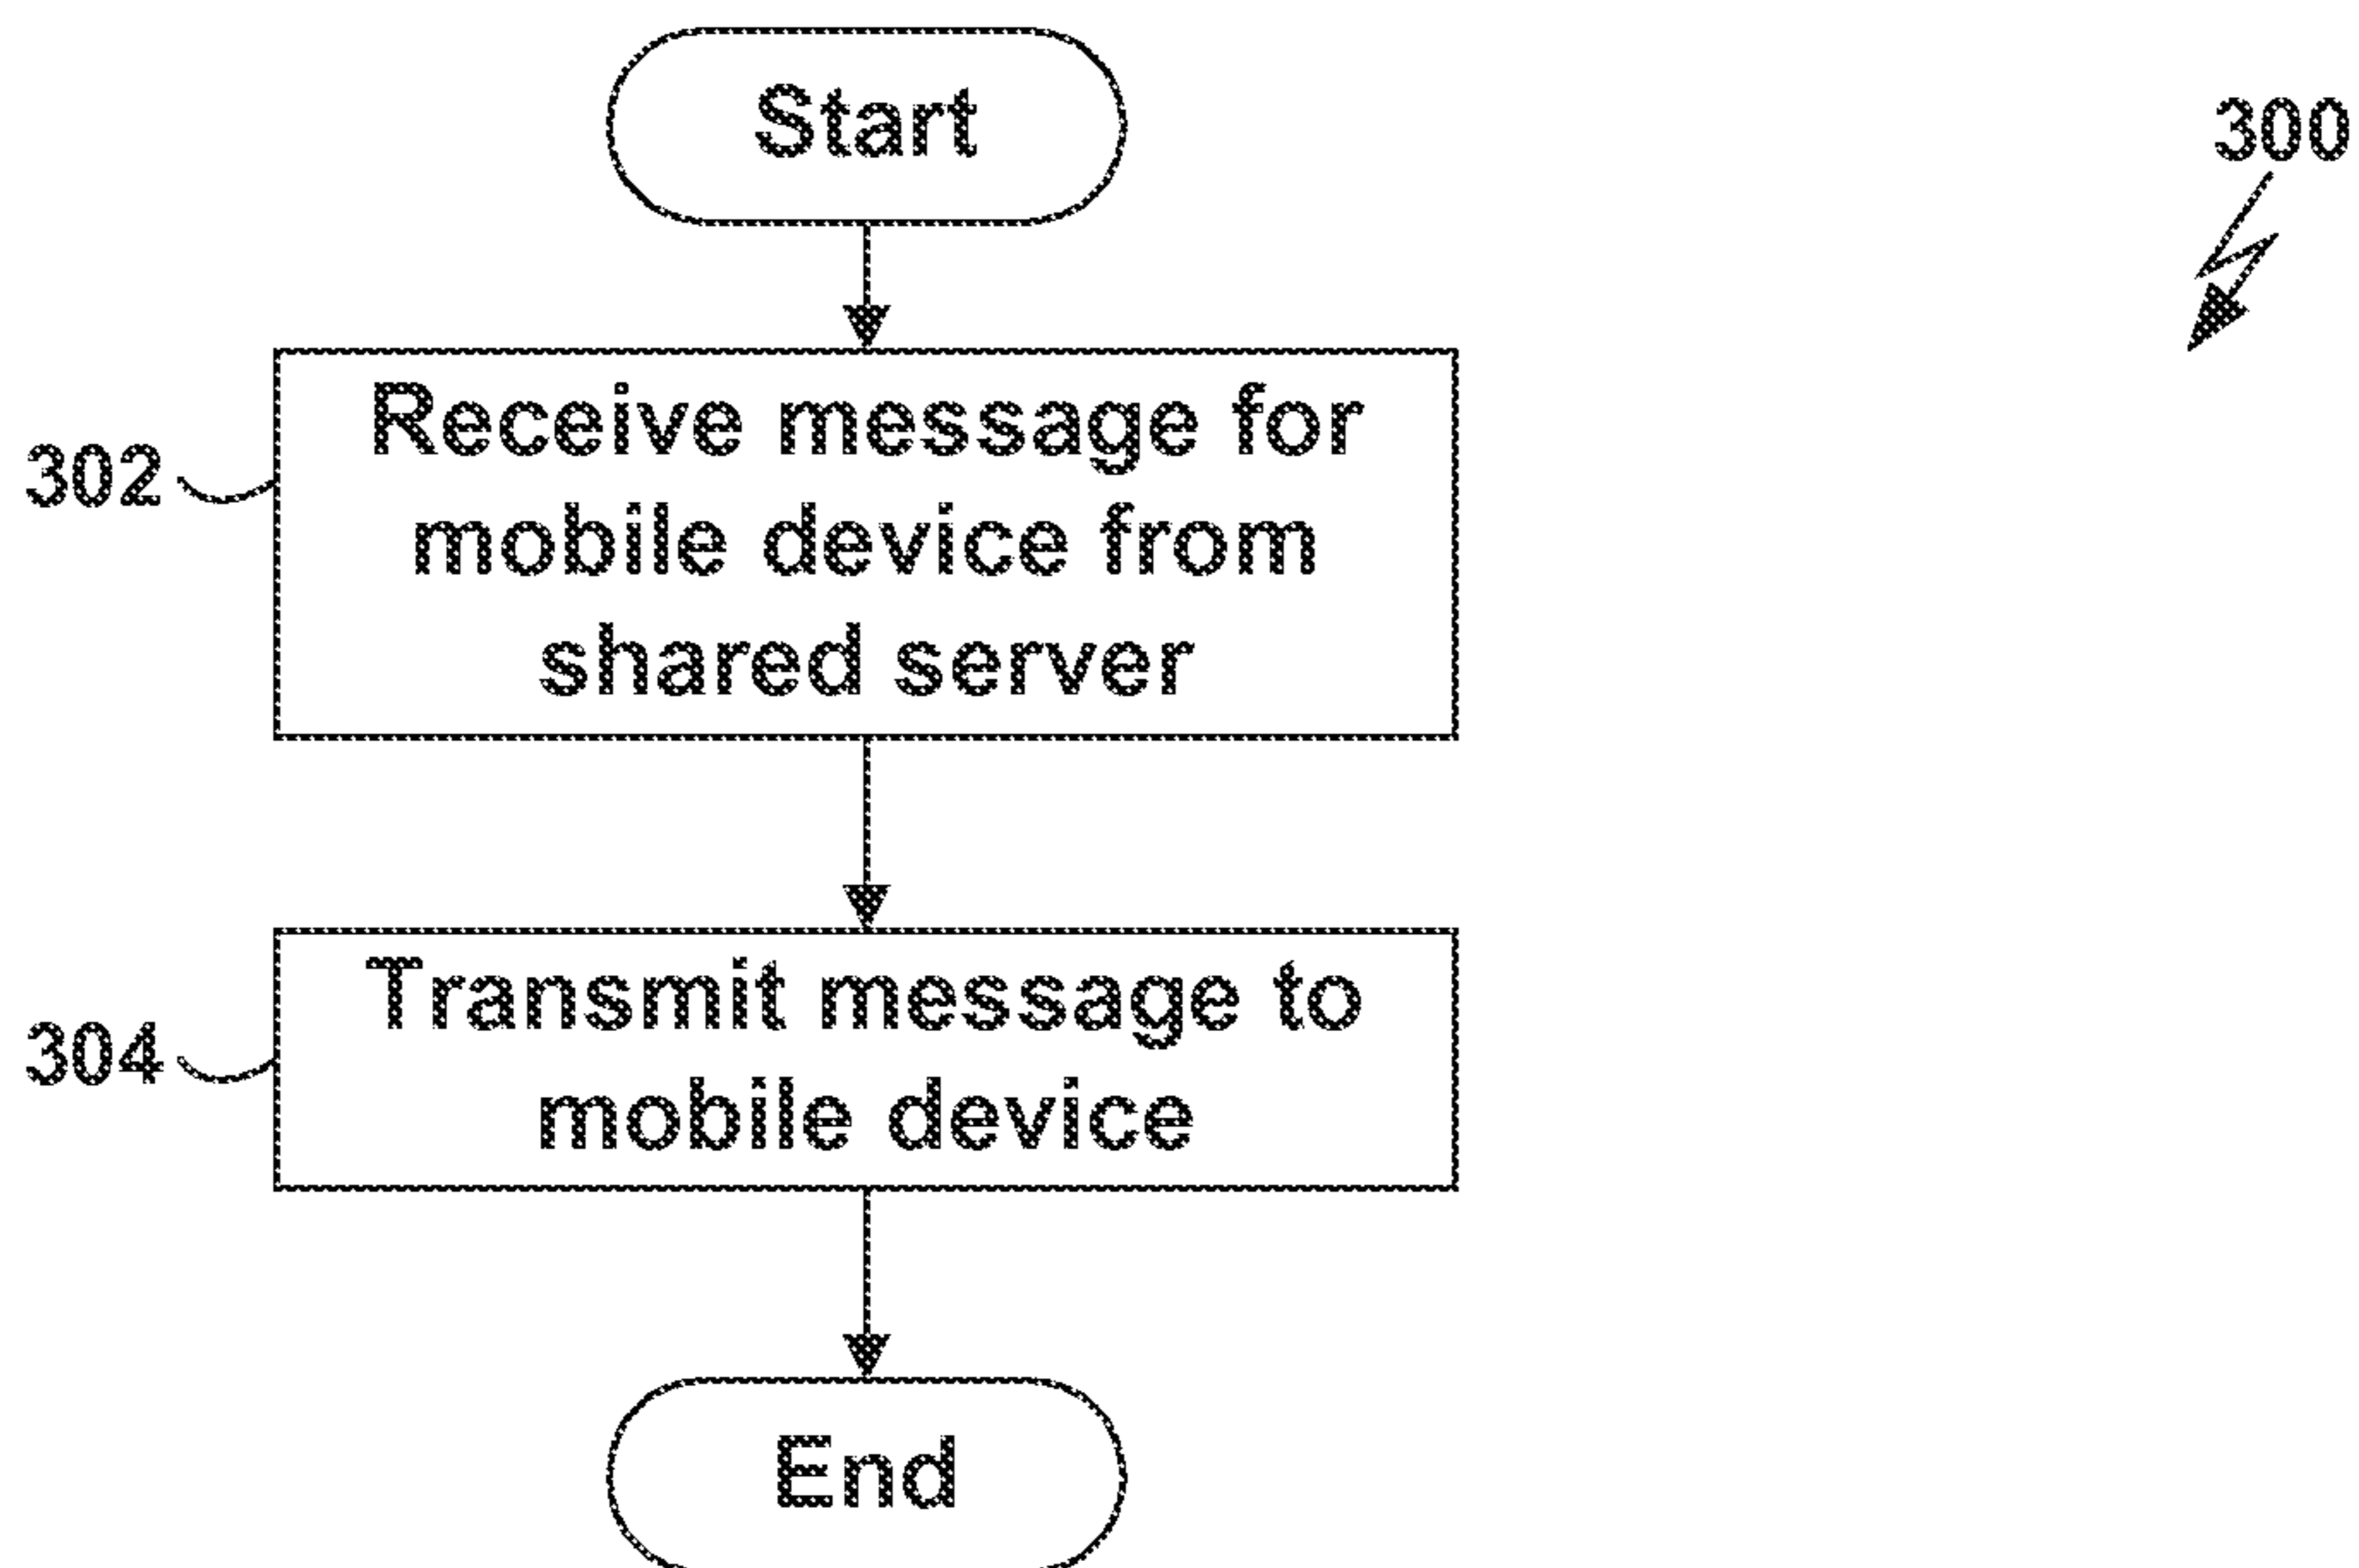 Start
300
302
Receive message for
mobile device from
shared server
304
Transmit message to
mobile device
End